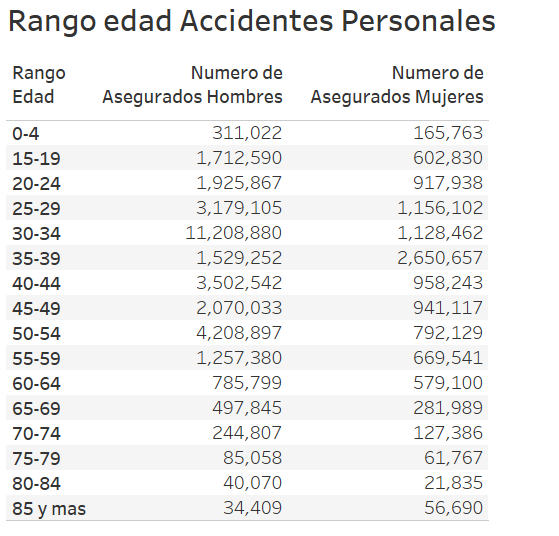 Rango edad Accidentes Personales
Rango Numero de Numero de
Edad Asegurados Hombres Asegurados Mujeres
0-4 311,022 165,763
15-19 1,712,590 602,830
20-24 1,925,867 917,938
25-29 3,179,105 1,156,102
30-34 11,208,880 1,128,462
35-39 1,529,252 2,650,657
40-44 3,502,542 958,243
45-49 2,070,033 941,117
50-54 4,208,897 792,129
55-59 1,257,380 669,541
60-64 785,799 579,100
65-69 497,845 281,989
70-74 244,807 127,386
75-79 85,058 61,767
80-84 40,070 21,835
85 y mas 34,409 56,690